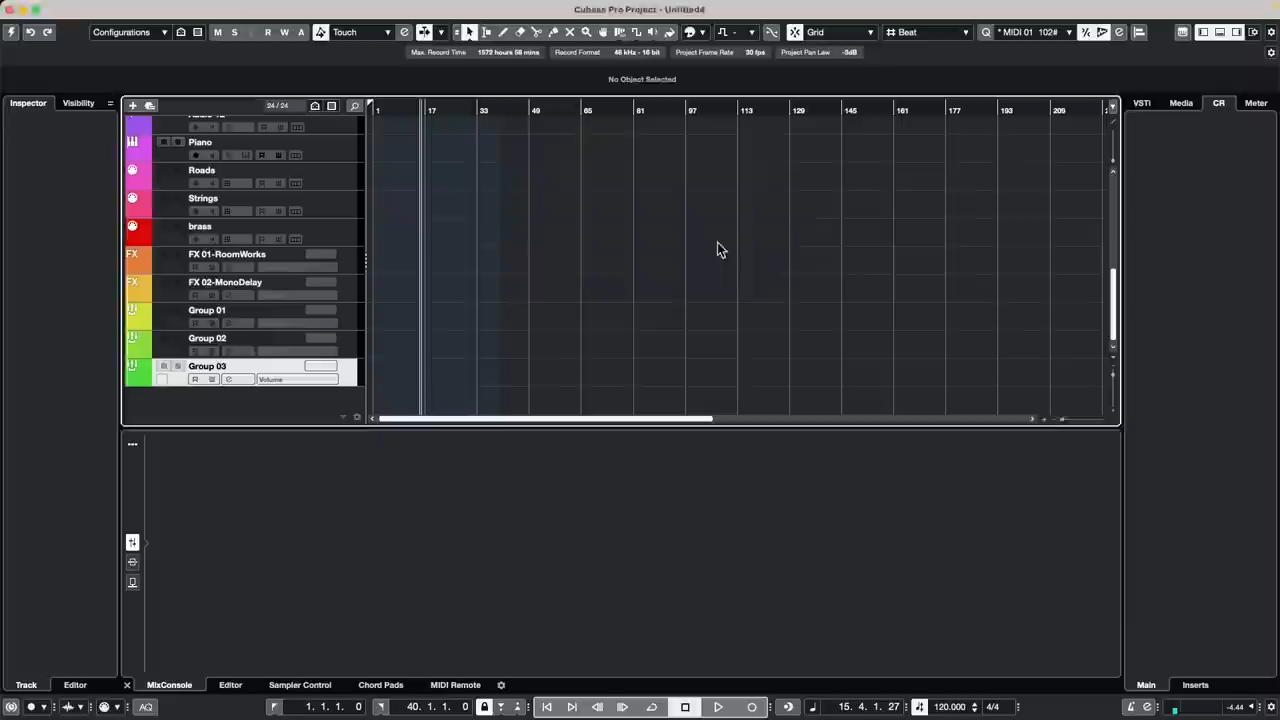 Cubase Pro Project - Untitled4
Configurations M S R W A Touch Grid Beat * MIDI 01 102#
Max. Record Time 1572 hours 58 mins Record Format 48 kHz - 16 bit Project Frame Rate 30 fps Project Pan Law -3dB
No Object Selected
Inspector Visibility 24 / 24 1 17 33 49 65 81 97 113 129 145 161 177 193 209 VSTi Media CR Meter
Piano
Roads
Strings
brass
FX FX 01-RoomWorks
FX FX 02-MonoDelay
Group 01
Group 02
Group 03
Volume
Track Editor MixConsole Editor Sampler Control Chord Pads MIDI Remote Main Inserts
AQ 1. 1. 1. 0 40. 1. 1. 0 15. 4. 1. 27 120.000 4/4 -4.44